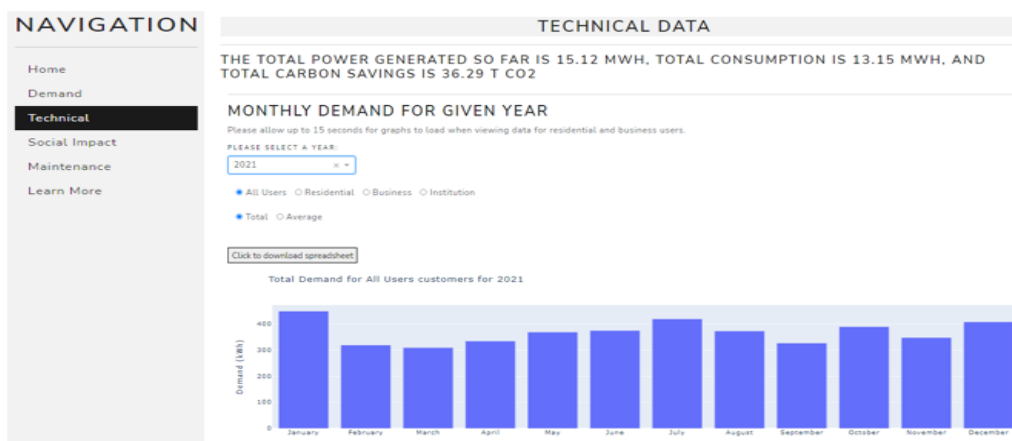 NAVIGATION
Home
Demand
Technical
Social Impact
Maintenance
Learn More
TECHNICAL DATA
THE TOTAL POWER GENERATED SO FAR IS 15.12 MWH, TOTAL CONSUMPTION IS 13.15 MWH, AND
TOTAL CARBON SAVINGS IS 36.29 T CO2
MONTHLY DEMAND FOR GIVEN YEAR
Please allow up to 15 seconds for graphs to load when viewing data for residential and business users.
PLEASE SELECT A YEAR:
2021
All Users Residential Business Institution
Total Average
Click to download spreadsheet
Total Demand for All Users customers for 2021
Demand (kWh)
400
300
200
100
0
January February March April May June July August September October November December